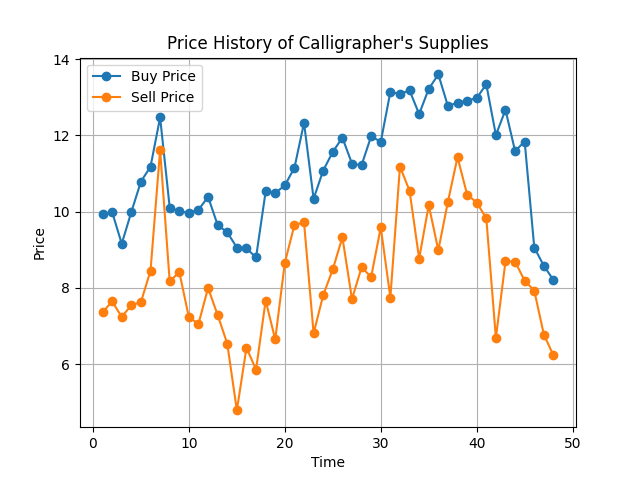 Price History of Calligrapher's Supplies
Buy Price
Sell Price
Price
14
12
10
8
6
0 10 20 30 40 50
Time